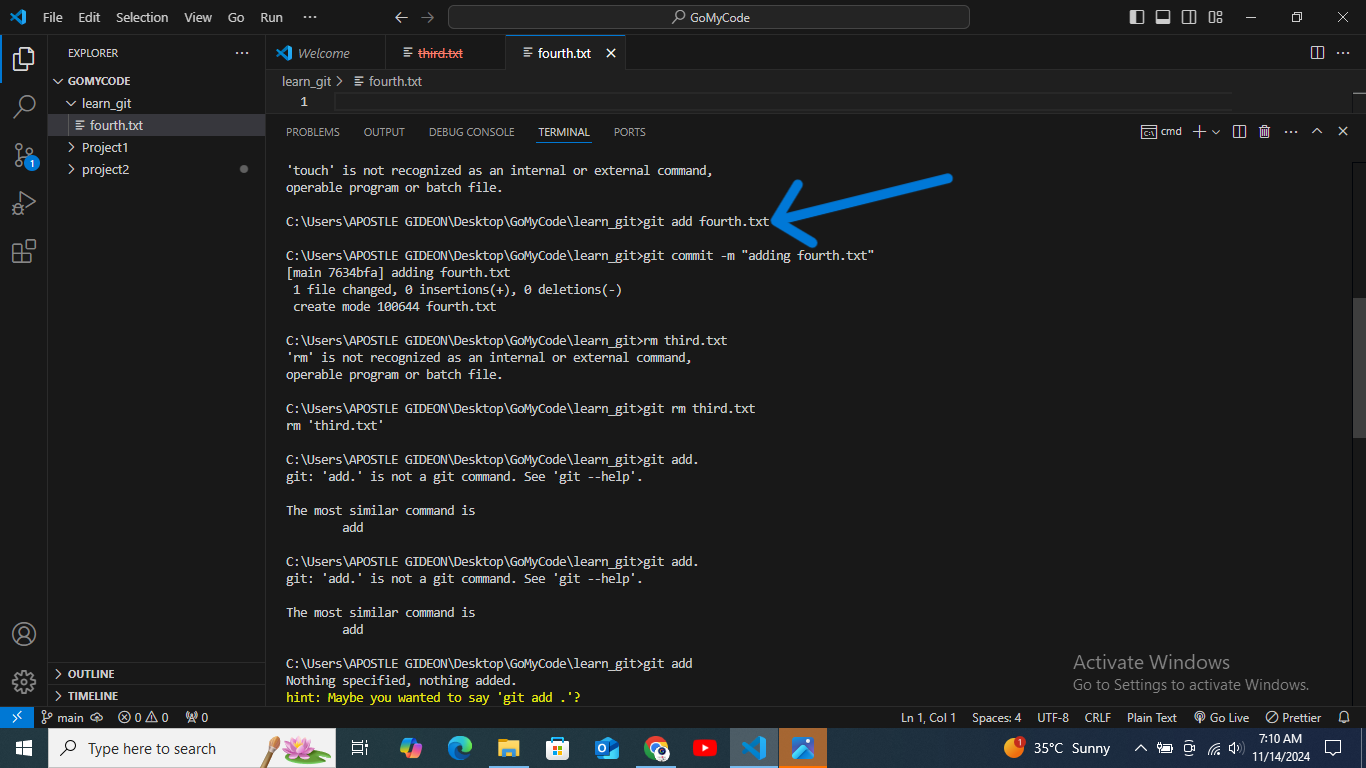 File Edit Selection View Go Run ···
GoMyCode
EXPLORER
GOMYCODE
learn_git
fourth.txt
Project1
project2
OUTLINE
TIMELINE
Welcome
third.txt
fourth.txt
learn_git > fourth.txt
1
PROBLEMS OUTPUT DEBUG CONSOLE TERMINAL PORTS
cmd
'touch' is not recognized as an internal or external command,
operable program or batch file.
C:\Users\APOSTLE GIDEON\Desktop\GoMyCode\learn_git>git add fourth.txt
C:\Users\APOSTLE GIDEON\Desktop\GoMyCode\learn_git>git commit -m "adding fourth.txt"
[main 7634bfa] adding fourth.txt
1 file changed, 0 insertions(+), 0 deletions(-)
create mode 100644 fourth.txt
C:\Users\APOSTLE GIDEON\Desktop\GoMyCode\learn_git>rm third.txt
'rm' is not recognized as an internal or external command,
operable program or batch file.
C:\Users\APOSTLE GIDEON\Desktop\GoMyCode\learn_git>git rm third.txt
rm 'third.txt'
C:\Users\APOSTLE GIDEON\Desktop\GoMyCode\learn_git>git add.
git: 'add.' is not a git command. See 'git --help'.
The most similar command is
add
C:\Users\APOSTLE GIDEON\Desktop\GoMyCode\learn_git>git add.
git: 'add.' is not a git command. See 'git --help'.
The most similar command is
add
C:\Users\APOSTLE GIDEON\Desktop\GoMyCode\learn_git>git add
Nothing specified, nothing added.
hint: Maybe you wanted to say 'git add .'?
Activate Windows
Go to Settings to activate Windows.
1
main 0 0 0
Ln 1, Col 1 Spaces: 4 UTF-8 CRLF Plain Text Go Live Prettier
Type here to search
1
35°C Sunny
7:10 AM
11/14/2024